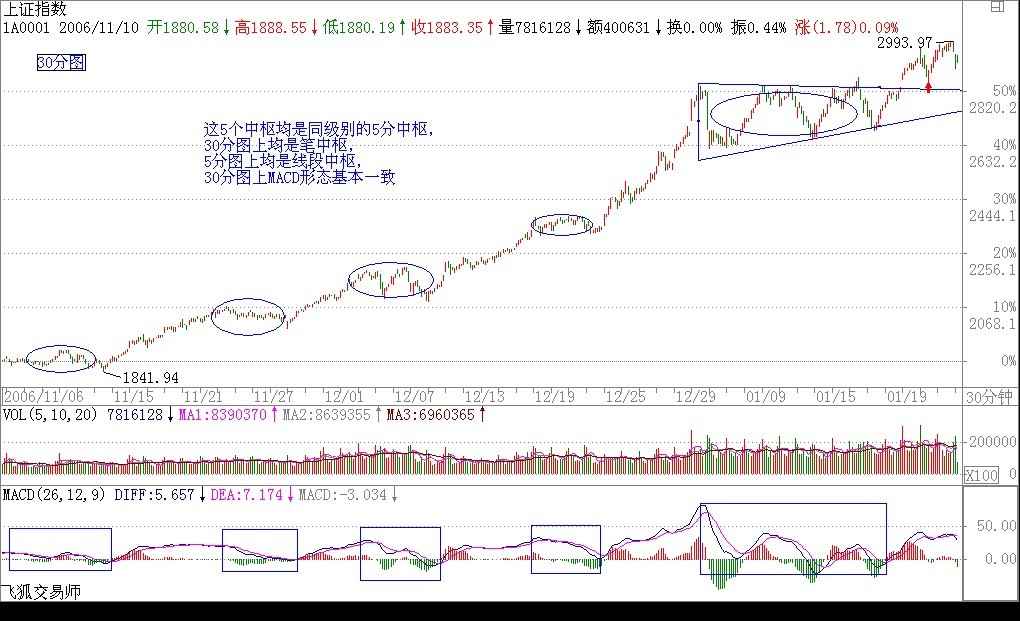 上证指数
1A0001 2006/11/10 开1880.58↓高1888.55↓低1880.19↑收1883.35↑量7816128↓额400631↓换0.00% 振0.44% 涨(1.78)0.09%
2993.97
30分图
50%
2820.2
这5个中枢均是同级别的5分中枢，
30分图上均是笔中枢，
5分图上均是线段中枢，
30分图上MACD形态基本一致
40%
2632.2
30%
2444.1
20%
2256.1
10%
2068.1
0%
1841.94
2006/11/06 11/15 11/21 11/27 12/01 12/07 12/13 12/19 12/25 12/29 01/09 01/15 01/19 30分钟
VOL(5,10,20) 7816128↓MA1:8390370↑MA2:8639355↑MA3:6960365↑
200000
X100 0
MACD(26,12,9) DIFF:5.657↓DEA:7.174↓MACD:-3.034↓
50.00
0.00
飞狐交易师